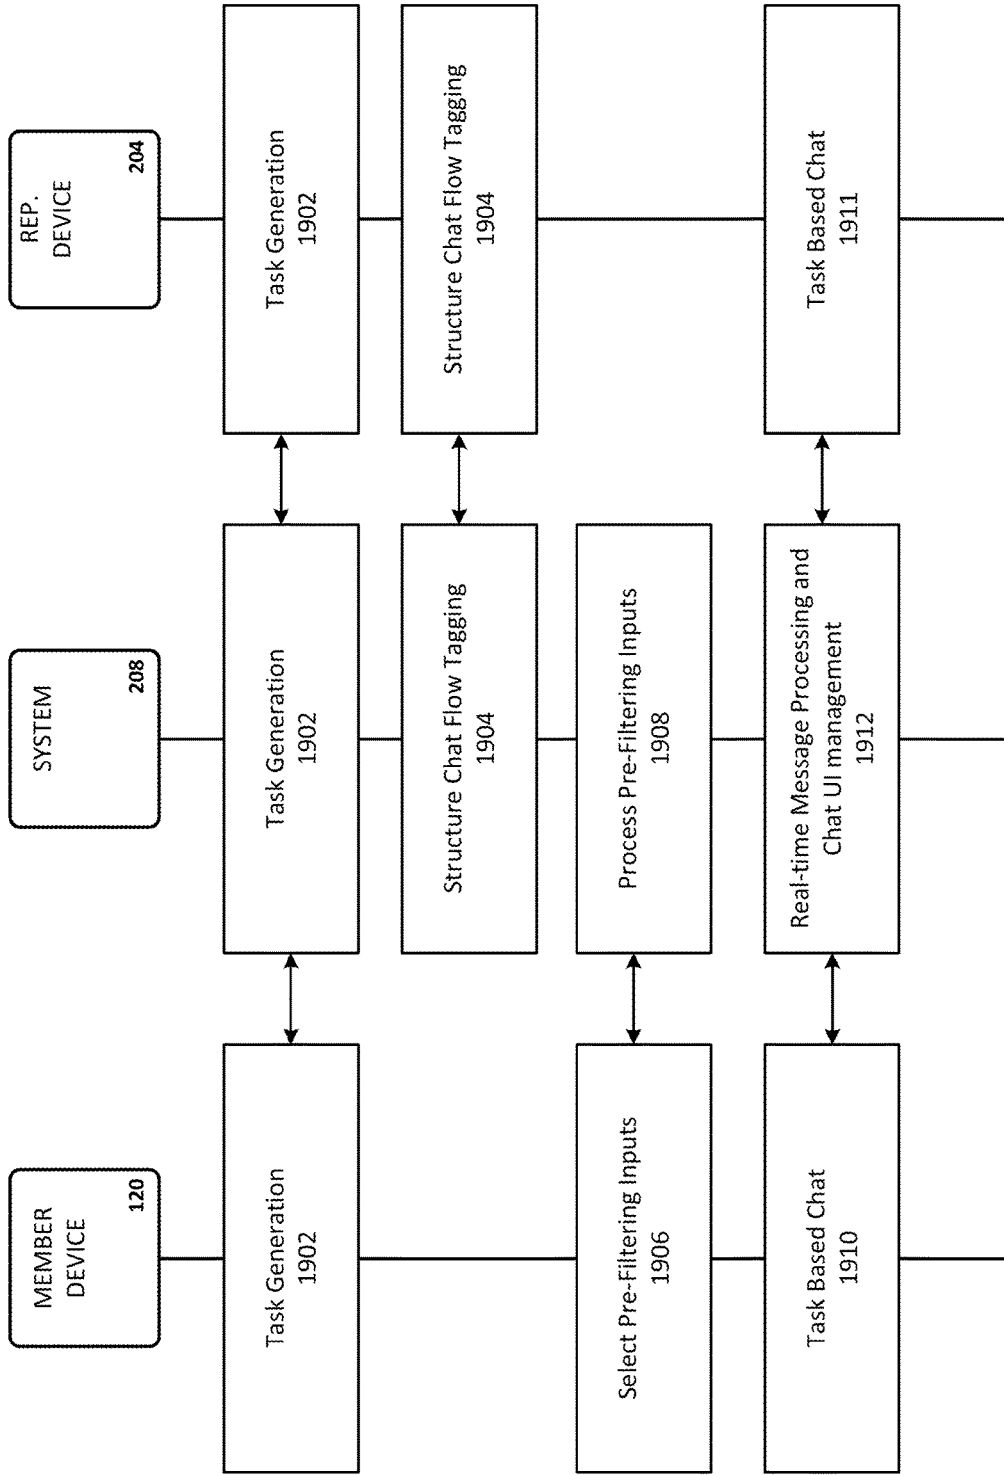 MEMBER
DEVICE
120
SYSTEM
208
REP.
DEVICE
204
Task Generation
1902
Task Generation
1902
Task Generation
1902
Structure Chat Flow Tagging
1904
Structure Chat Flow Tagging
1904
Select Pre-Filtering Inputs
1906
Process Pre-Filtering Inputs
1908
Task Based Chat
1910
Real-time Message Processing and
Chat UI management
1912
Task Based Chat
1911